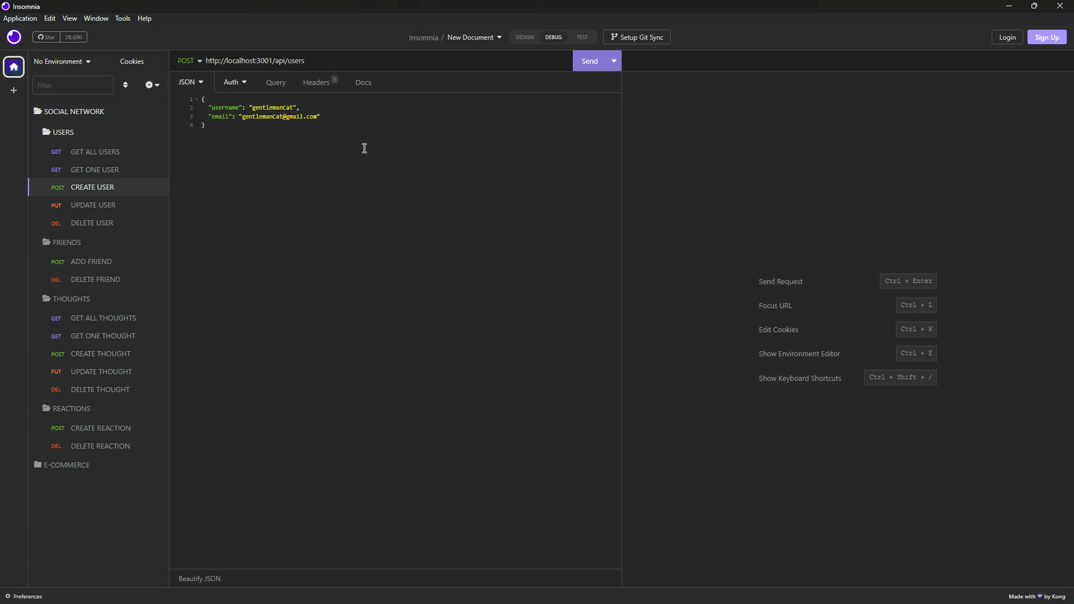 Insomnia
Application Edit View Window Tools Help
Star 28,690
Insomnia / New Document
DESIGN DEBUG TEST
Setup Git Sync
Login
Sign Up
No Environment
Cookies
POST http://localhost:3001/api/users
Send
Filter
JSON Auth Query Headers 1 Docs
1 {
2 "username": "gentlemanCat",
3 "email": "gentlemanCat@gmail.com"
4 }
SOCIAL NETWORK
USERS
GET GET ALL USERS
GET GET ONE USER
POST CREATE USER
PUT UPDATE USER
DEL DELETE USER
FRIENDS
POST ADD FRIEND
DEL DELETE FRIEND
THOUGHTS
GET GET ALL THOUGHTS
GET GET ONE THOUGHT
POST CREATE THOUGHT
PUT UPDATE THOUGHT
DEL DELETE THOUGHT
REACTIONS
POST CREATE REACTION
DEL DELETE REACTION
E-COMMERCE
Send Request Ctrl + Enter
Focus URL Ctrl + L
Edit Cookies Ctrl + K
Show Environment Editor Ctrl + E
Show Keyboard Shortcuts Ctrl + Shift + /
Beautify JSON
Preferences
Made with ♥ by Kong